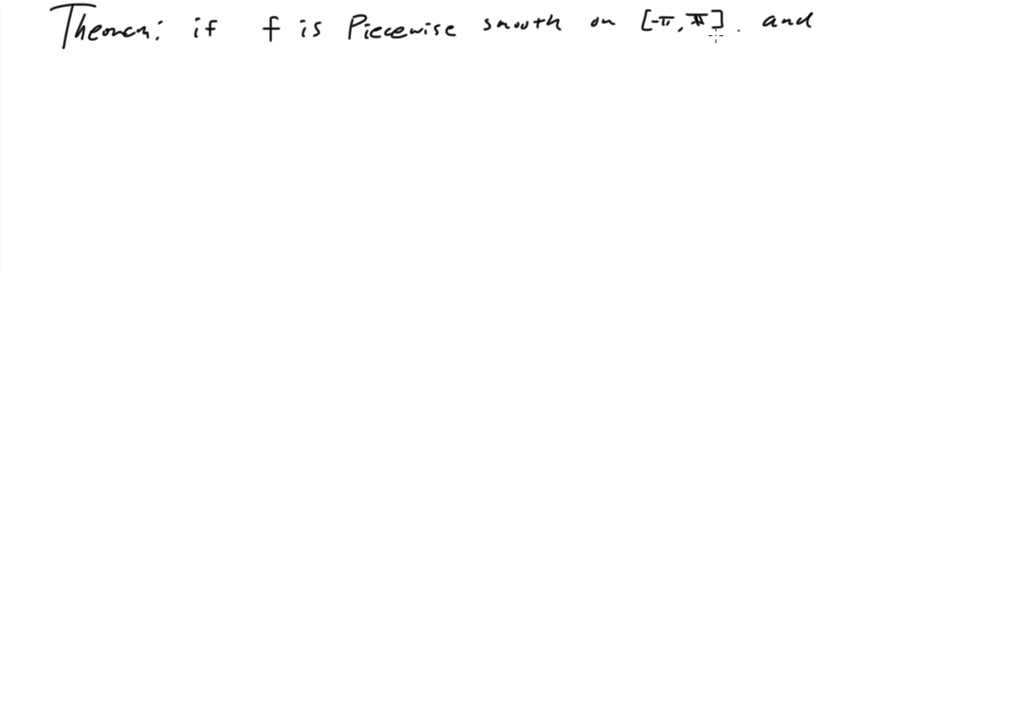 Theorem: if f is Piecewise smooth on [-π, π]. and